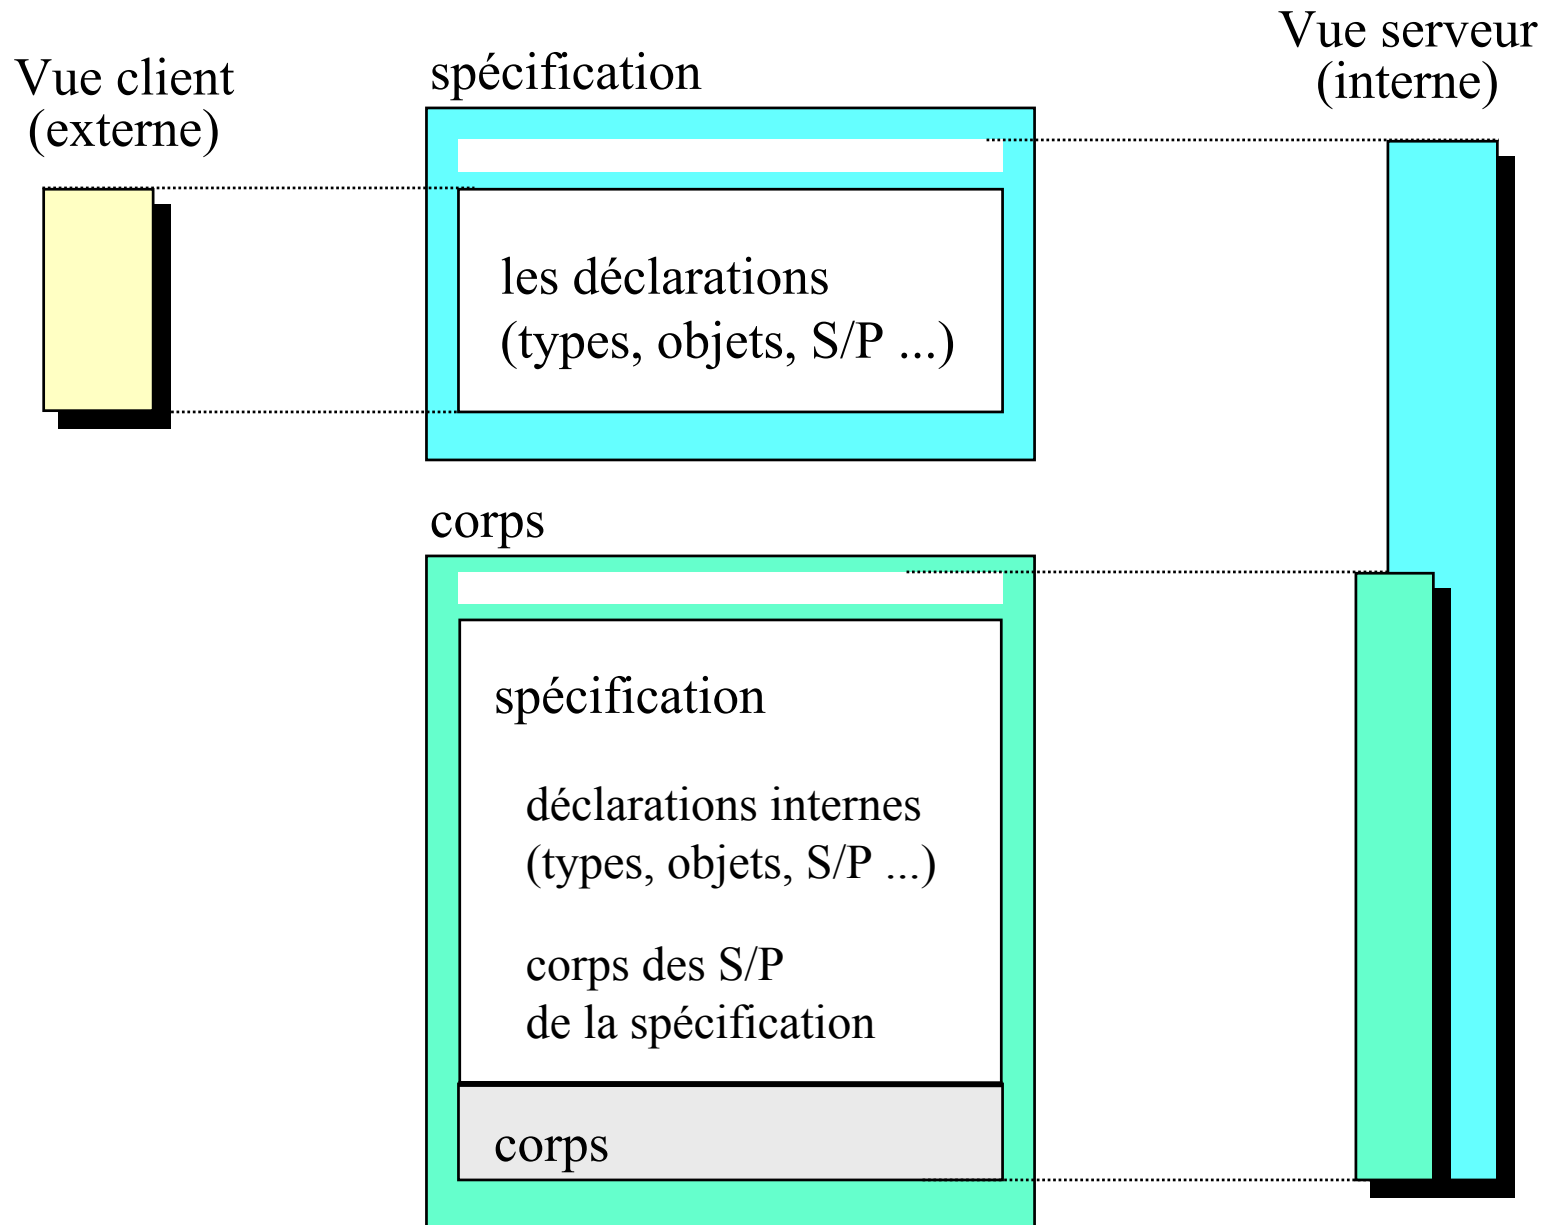 Vue serveur
(interne)
Vue client
(externe)
spécification
les déclarations
(types, objets, S/P ...)
corps
spécification
déclarations internes
(types, objets, S/P ...)
corps des S/P
de la spécification
corps